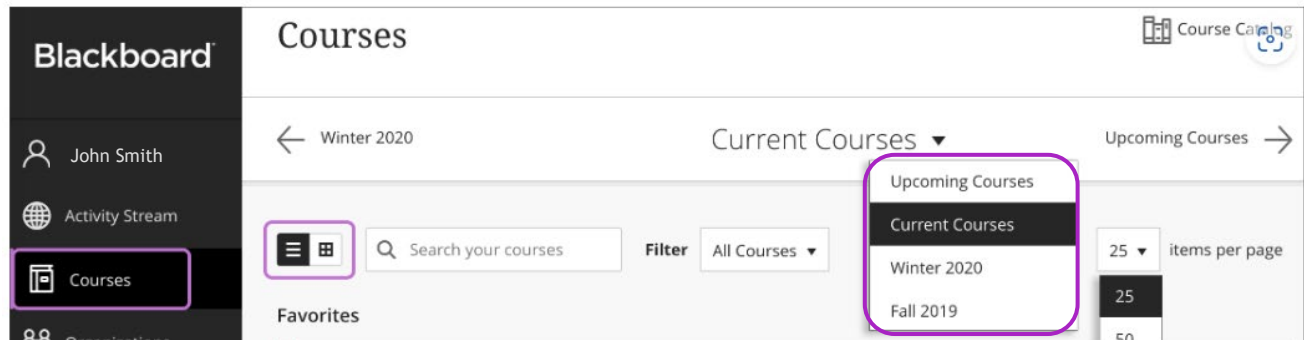 Blackboard
John Smith
Activity Stream
Courses
Organizations
Courses
Course Catalog
Winter 2020
Current Courses
Upcoming Courses
Upcoming Courses
Current Courses
Winter 2020
Fall 2019
Search your courses
Filter All Courses
25 items per page
25
50
Favorites